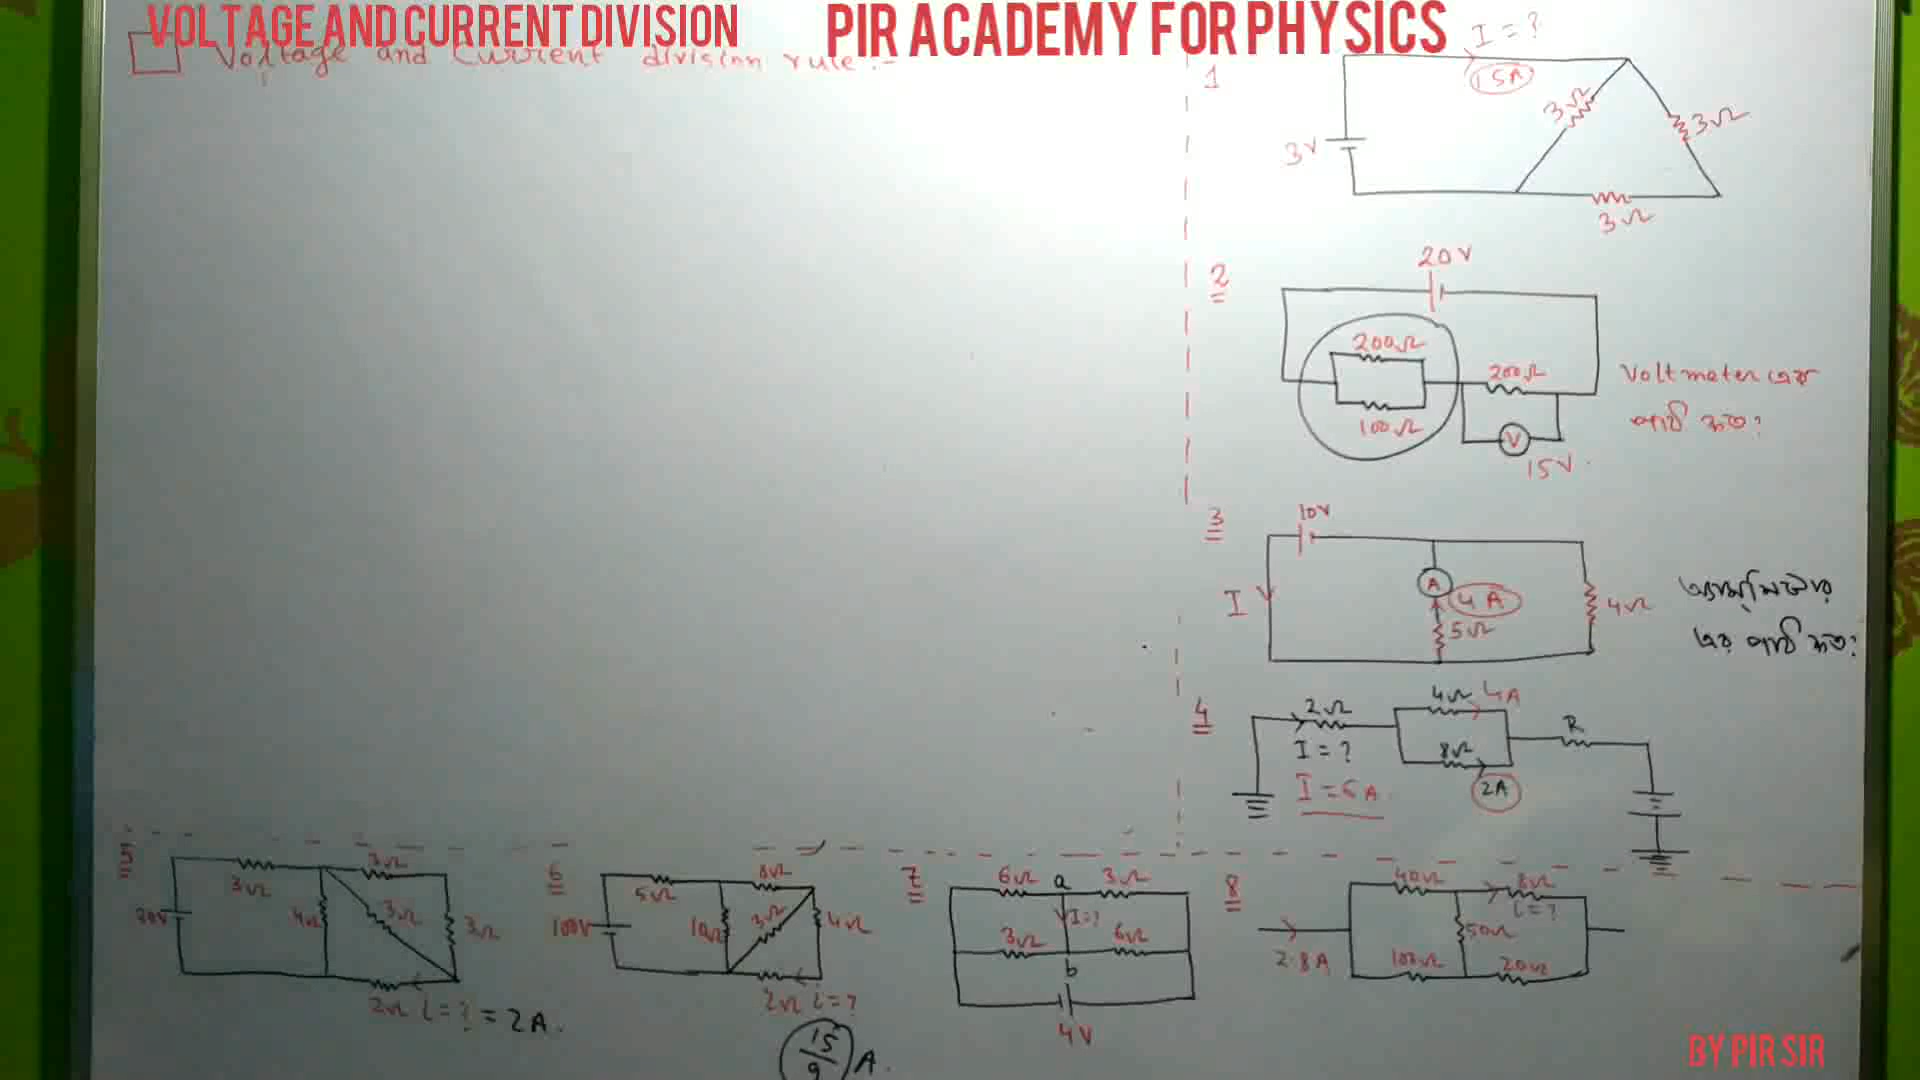 VOLTAGE AND CURRENT DIVISION
PIR ACADEMY FOR PHYSICS
Voltage and Current division rule :-
1
I = ?
1.5A
3V
3Ω
3Ω
3Ω
2
20V
200Ω
100Ω
200Ω
V
15V
Voltmeter এর
পাঠ কত?
3
10V
I
A
4A
5Ω
4Ω
এর পাঠ কত?
4
2Ω
I = ?
I = 6A
4Ω 4A
8Ω
2A
R
5
3Ω
3Ω
4Ω
3Ω
3Ω
2Ω i = ? = 2A.
6
100V
5Ω
8Ω
10Ω
3Ω
4Ω
2Ω i = ?
15/9 A.
7
6Ω a 3Ω
I = ?
3Ω 6Ω
b
4V
8
2.8A
40Ω
8Ω
i = ?
50Ω
100Ω
20Ω
BY PIR SIR